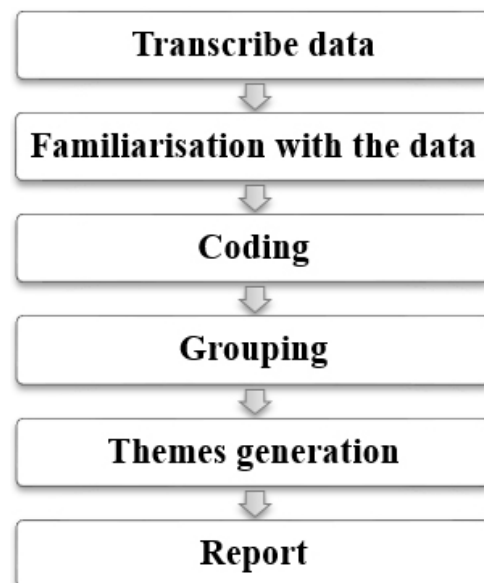 Transcribe data
Familiarisation with the data
Coding
Grouping
Themes generation
Report